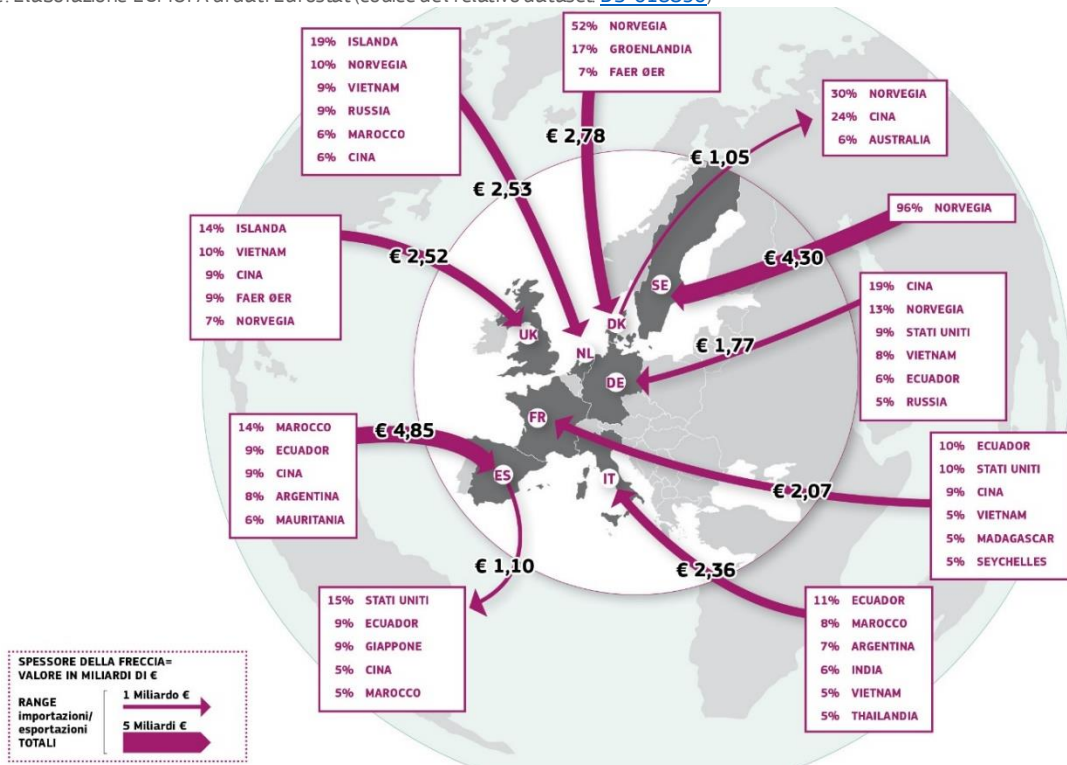 19% ISLANDA
10% NORVEGIA
9% VIETNAM
9% RUSSIA
6% MAROCCO
6% CINA
52% NORVEGIA
17% GROENLANDIA
7% FAER ØER
30% NORVEGIA
24% CINA
6% AUSTRALIA
€ 2,78
€ 1,05
€ 2,53
96% NORVEGIA
14% ISLANDA
10% VIETNAM
9% CINA
9% FAER ØER
7% NORVEGIA
€ 2,52
€ 4,30
SE
19% CINA
13% NORVEGIA
9% STATI UNITI
8% VIETNAM
6% ECUADOR
5% RUSSIA
DK
UK
NL
€ 1,77
DE
FR
14% MAROCCO
9% ECUADOR
9% CINA
8% ARGENTINA
6% MAURITANIA
€ 4,85
ES
IT
€ 2,07
10% ECUADOR
10% STATI UNITI
9% CINA
5% VIETNAM
5% MADAGASCAR
5% SEYCHELLES
€ 1,10
€ 2,36
15% STATI UNITI
9% ECUADOR
9% GIAPPONE
5% CINA
5% MAROCCO
11% ECUADOR
8% MAROCCO
7% ARGENTINA
6% INDIA
5% VIETNAM
5% THAILANDIA
SPESSORE DELLA FRECCIA=
VALORE IN MILIARDI DI €
RANGE
importazioni/
esportazioni
TOTALI
1 Miliardo €
5 Miliardi €